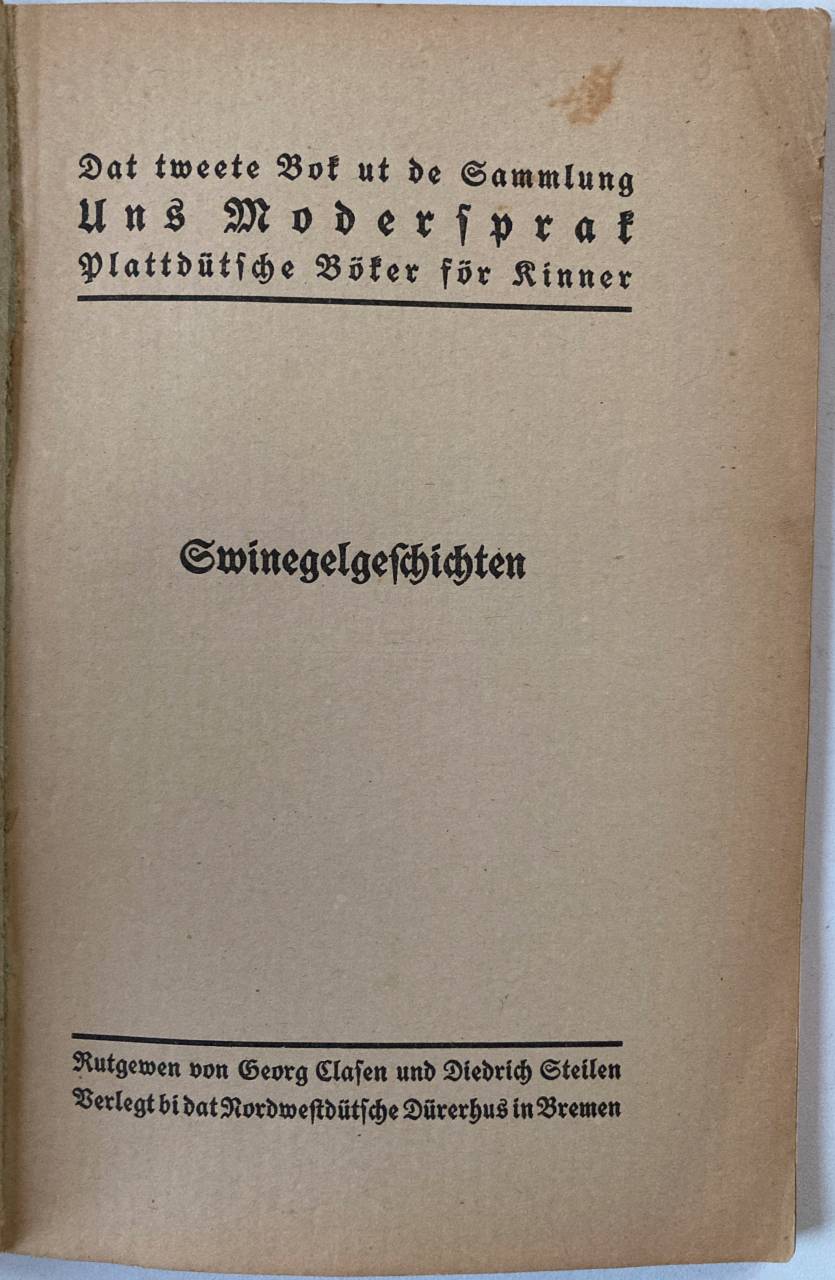 Dat tweete Bok ut de Sammlung
Uns Moderſprak
Plattdütſche Böker för Kinner
Swinegelgeſchichten
Rutgewen von Georg Claſen und Diedrich Steilen
Verlegt bi dat Nordweſtdütſche Dürerhus in Bremen